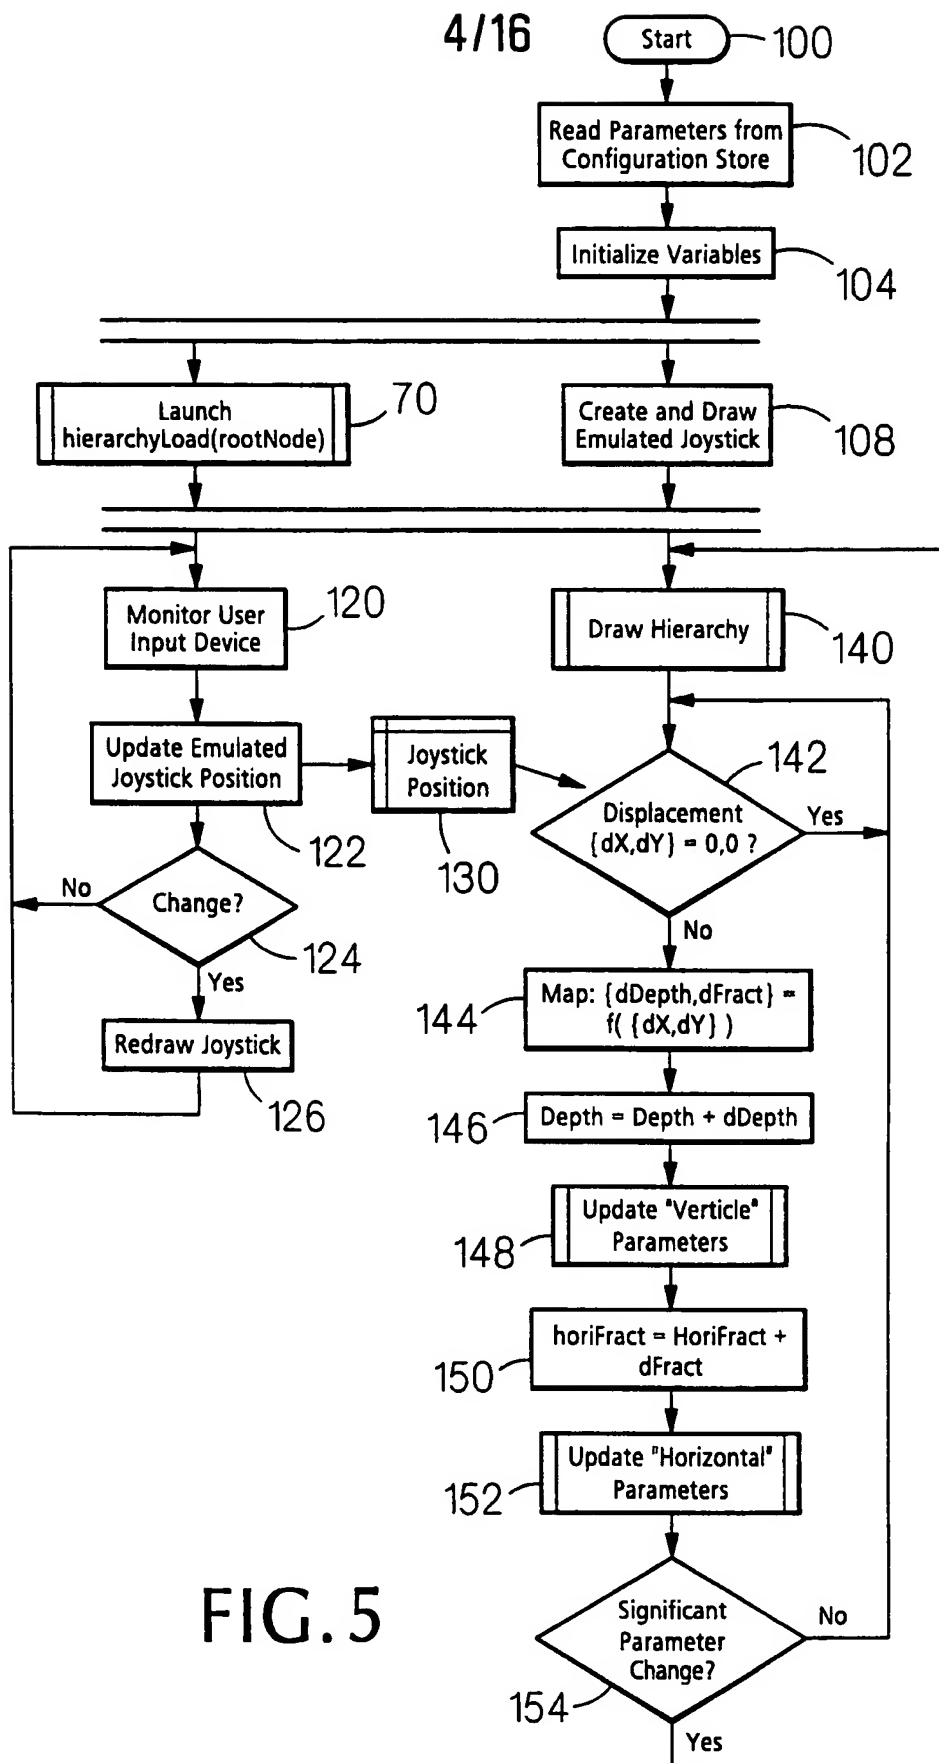 4/16
Start
100
Read Parameters from
Configuration Store
102
Initialize Variables
104
Launch
hierarchyLoad(rootNode)
70
Create and Draw
Emulated Joystick
108
Monitor User
Input Device
120
Draw Hierarchy
140
Update Emulated
Joystick Position
122
Joystick
Position
130
Displacement
{dX,dY} = 0,0 ?
142
Yes
No
Change?
124
No
Yes
Redraw Joystick
126
Map: {dDepth,dFract} =
f( {dX,dY} )
144
Depth = Depth + dDepth
146
Update "Verticle"
Parameters
148
horiFract = HoriFract +
dFract
150
Update "Horizontal"
Parameters
152
Significant
Parameter
Change?
154
No
Yes
FIG. 5